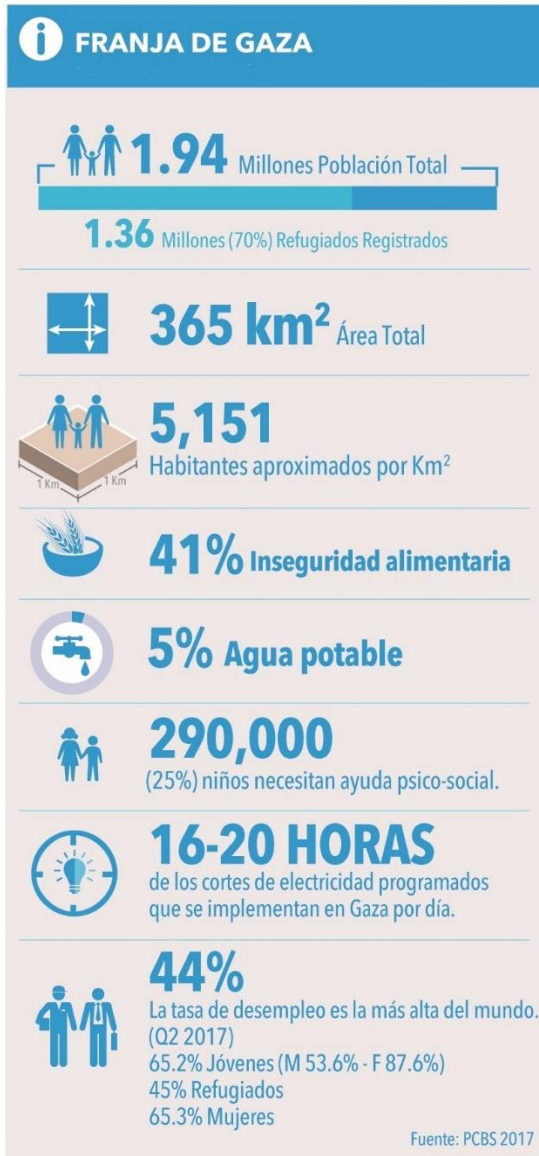 i FRANJA DE GAZA
1.94 Millones Población Total
1.36 Millones (70%) Refugiados Registrados
365 km² Área Total
5,151
Habitantes aproximados por Km²
1 Km 1 Km
41% Inseguridad alimentaria
5% Agua potable
290,000
(25%) niños necesitan ayuda psico-social.
16-20 HORAS
de los cortes de electricidad programados
que se implementan en Gaza por día.
44%
La tasa de desempleo es la más alta del mundo.
(Q2 2017)
65.2% Jóvenes (M 53.6% - F 87.6%)
45% Refugiados
65.3% Mujeres
Fuente: PCBS 2017